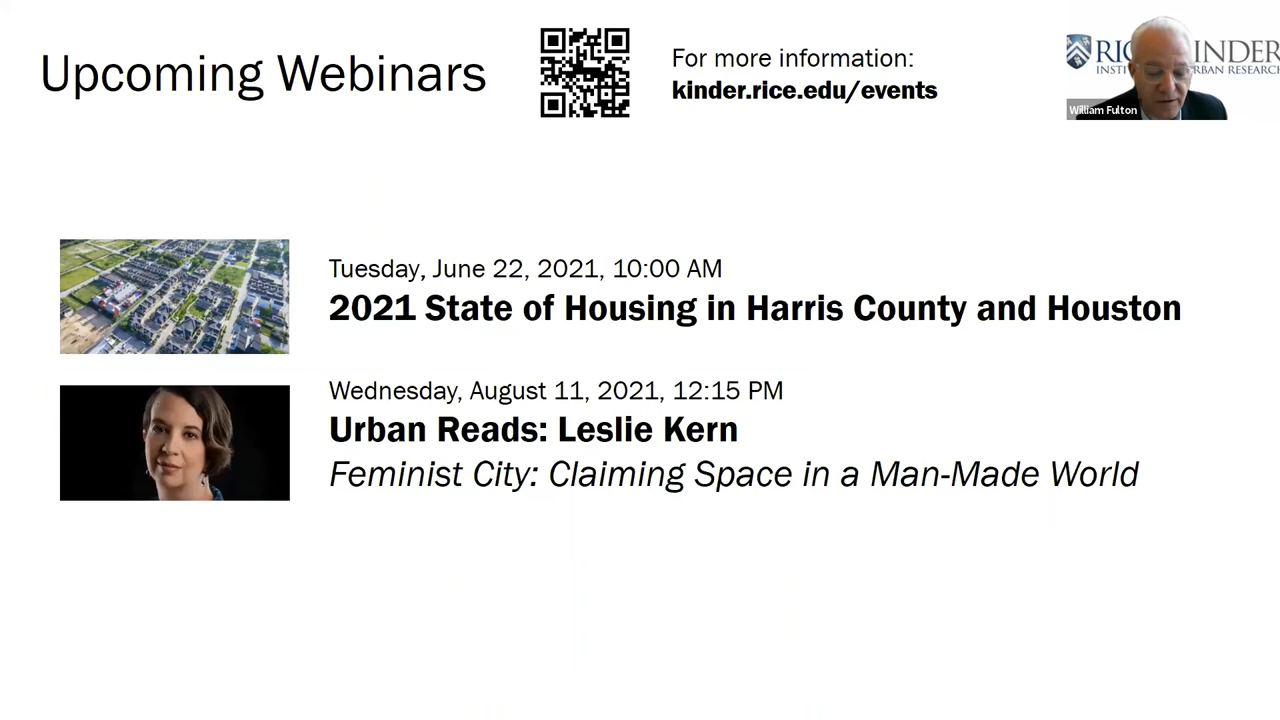 Upcoming Webinars
For more information:
kinder.rice.edu/events
William Fulton
Tuesday, June 22, 2021, 10:00 AM
2021 State of Housing in Harris County and Houston
Wednesday, August 11, 2021, 12:15 PM
Urban Reads: Leslie Kern
Feminist City: Claiming Space in a Man-Made World